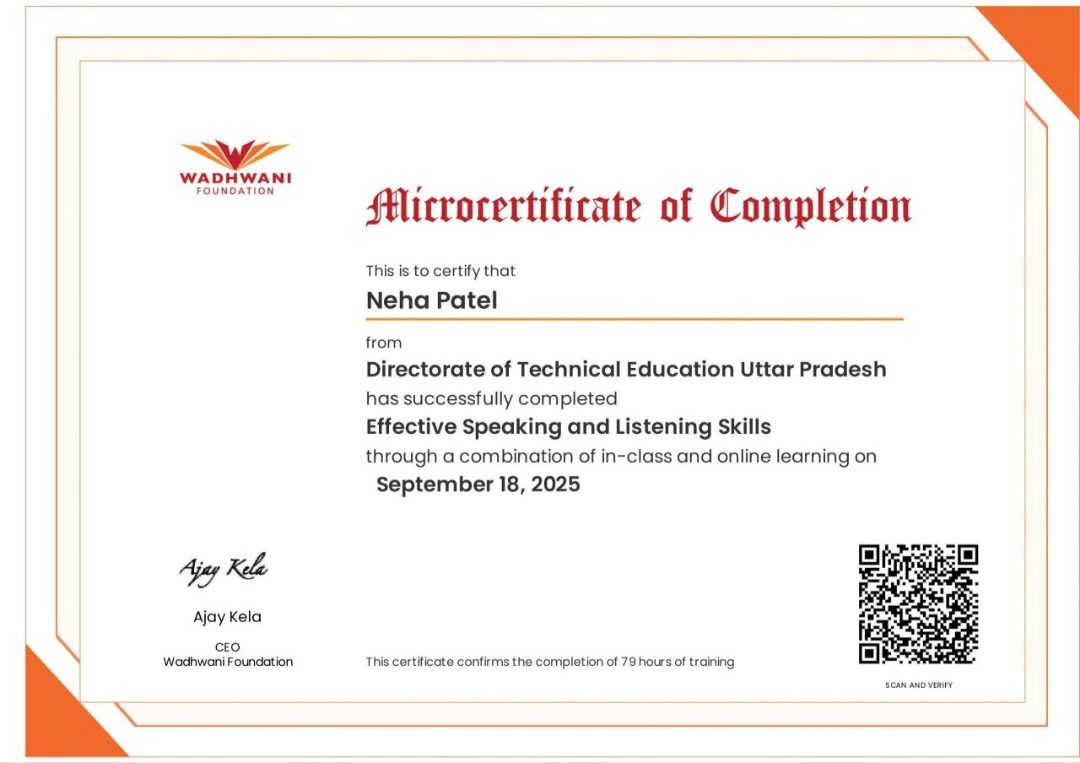 WADHWANI
FOUNDATION
Microcertificate of Completion
This is to certify that
Neha Patel
from
Directorate of Technical Education Uttar Pradesh
has successfully completed
Effective Speaking and Listening Skills
through a combination of in-class and online learning on
September 18, 2025
Ajay Kela
Ajay Kela
CEO
Wadhwani Foundation
This certificate confirms the completion of 79 hours of training
SCAN AND VERIFY